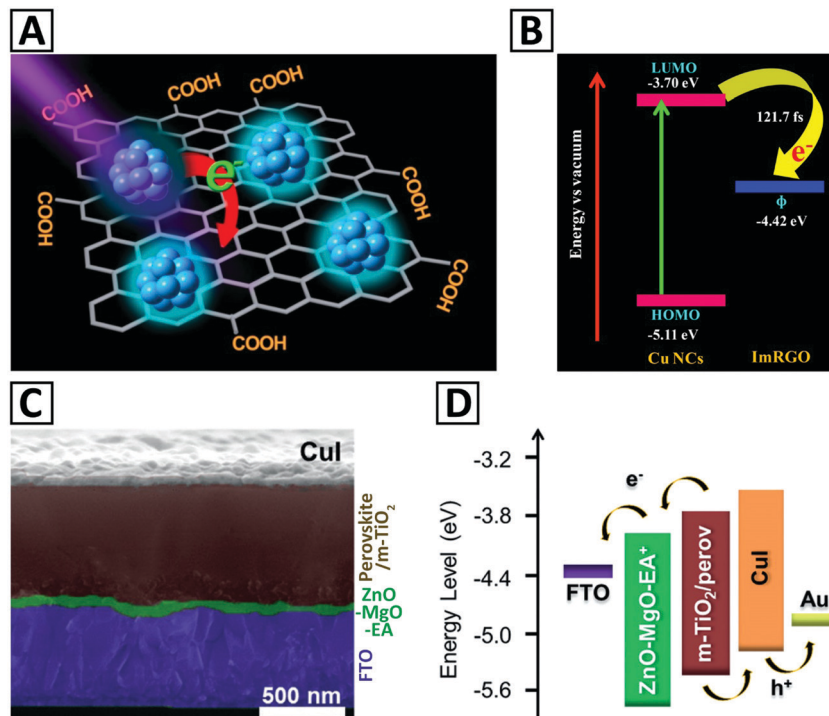 A
COOH
COOH
COOH
COOH
COOH
COOH
COOH
COOH
e-
B
Energy vs vacuum
LUMO
-3.70 eV
121.7 fs
e-
ϕ
-4.42 eV
HOMO
-5.11 eV
Cu NCs
ImRGO
C
CuI
Perovskite
/m-TiO2
ZnO
-MgO
-EA
FTO
500 nm
D
Energy Level (eV)
-3.2
-3.8
-4.4
-5.0
-5.6
e-
FTO
ZnO-MgO-EA+
m-TiO2/perov
CuI
Au
h+